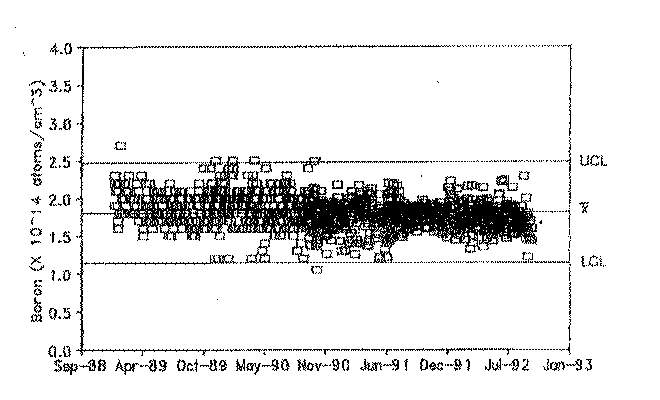 4.0
3.5
3.0
2.5 UCL
2.0
x̄
1.5
1.0 LCL
0.5
0.0
Boron (X 10^14 atoms/cm^3)
Sep-88 Apr-89 Oct-89 May-90 Nov-90 Jun-91 Dec-91 Jul-92 Jan-93